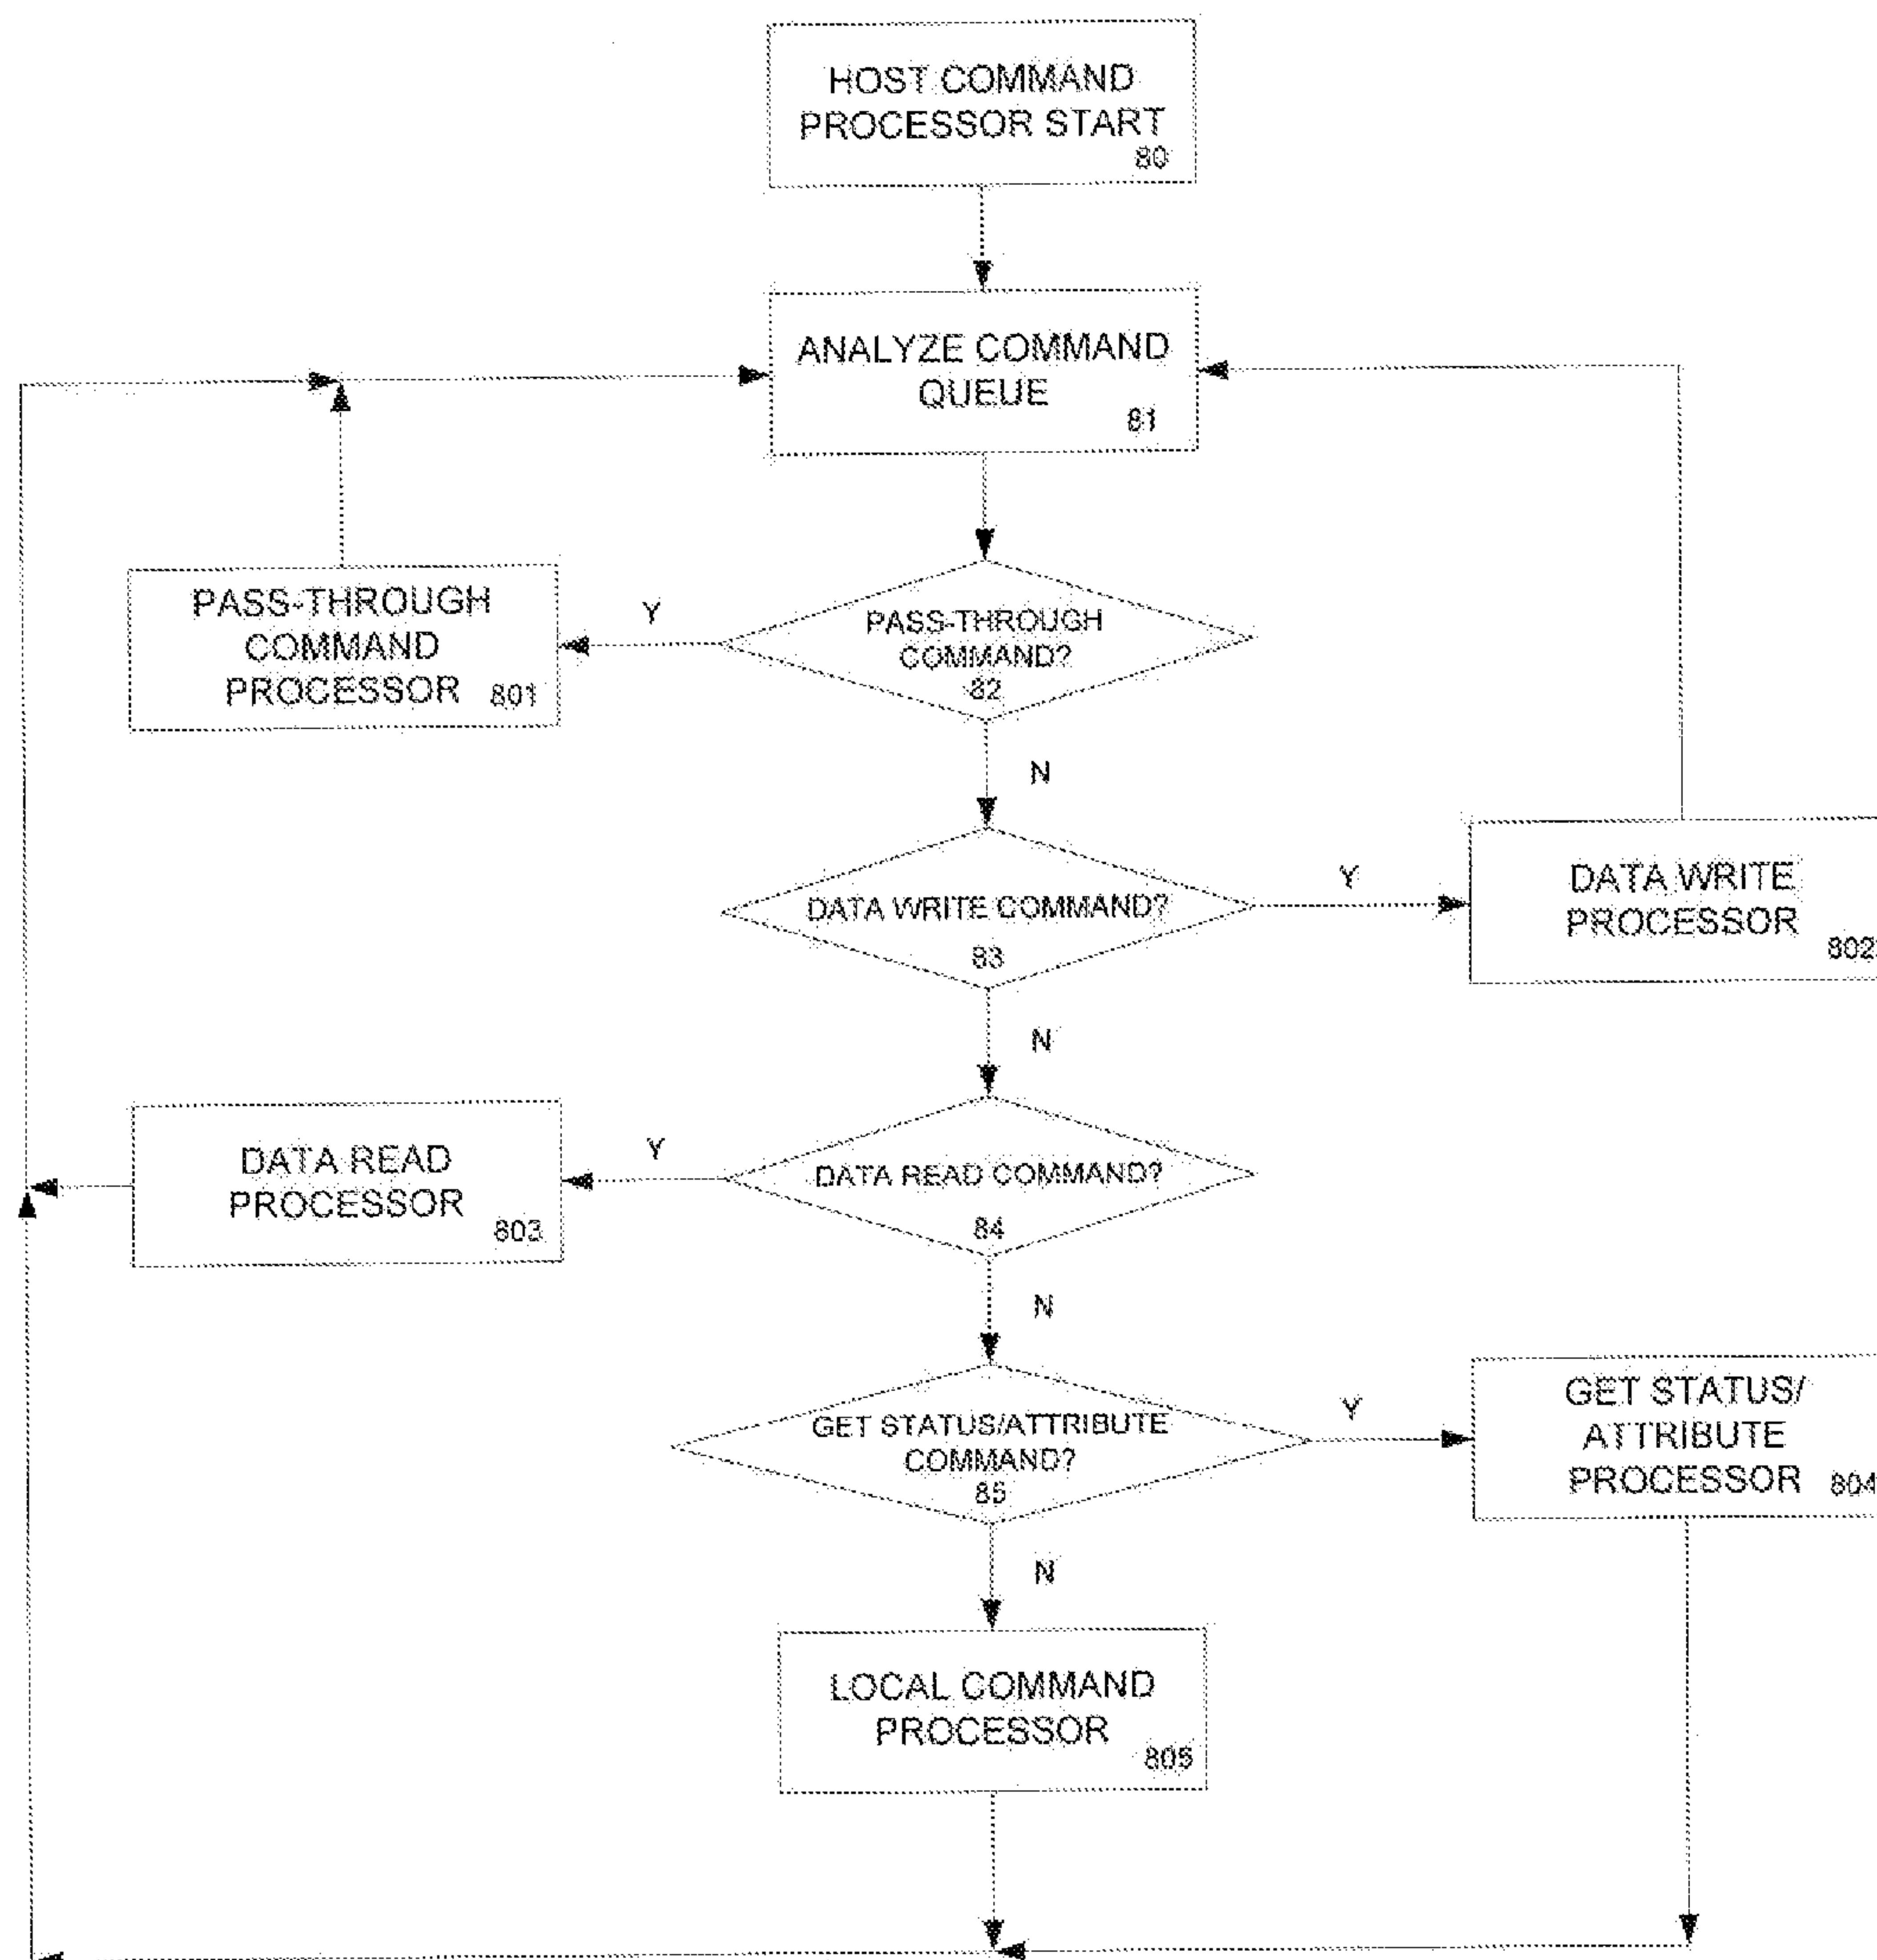 HOST COMMAND
PROCESSOR START
80
ANALYZE COMMAND
QUEUE
81
PASS-THROUGH
COMMAND
PROCESSOR 801
Y
PASS-THROUGH
COMMAND?
82
N
DATA WRITE COMMAND?
83
Y
DATA WRITE
PROCESSOR
802
N
DATA READ
PROCESSOR
803
Y
DATA READ COMMAND?
84
N
GET STATUS/ATTRIBUTE
COMMAND?
85
Y
GET STATUS/
ATTRIBUTE
PROCESSOR 804
N
LOCAL COMMAND
PROCESSOR
805